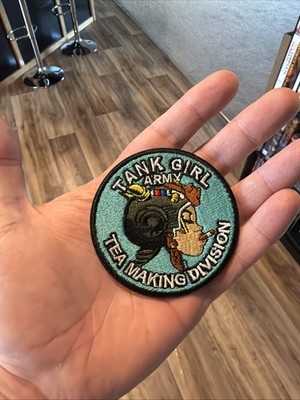 TANK GIRL
ARMY
TEA MAKING DIVISION